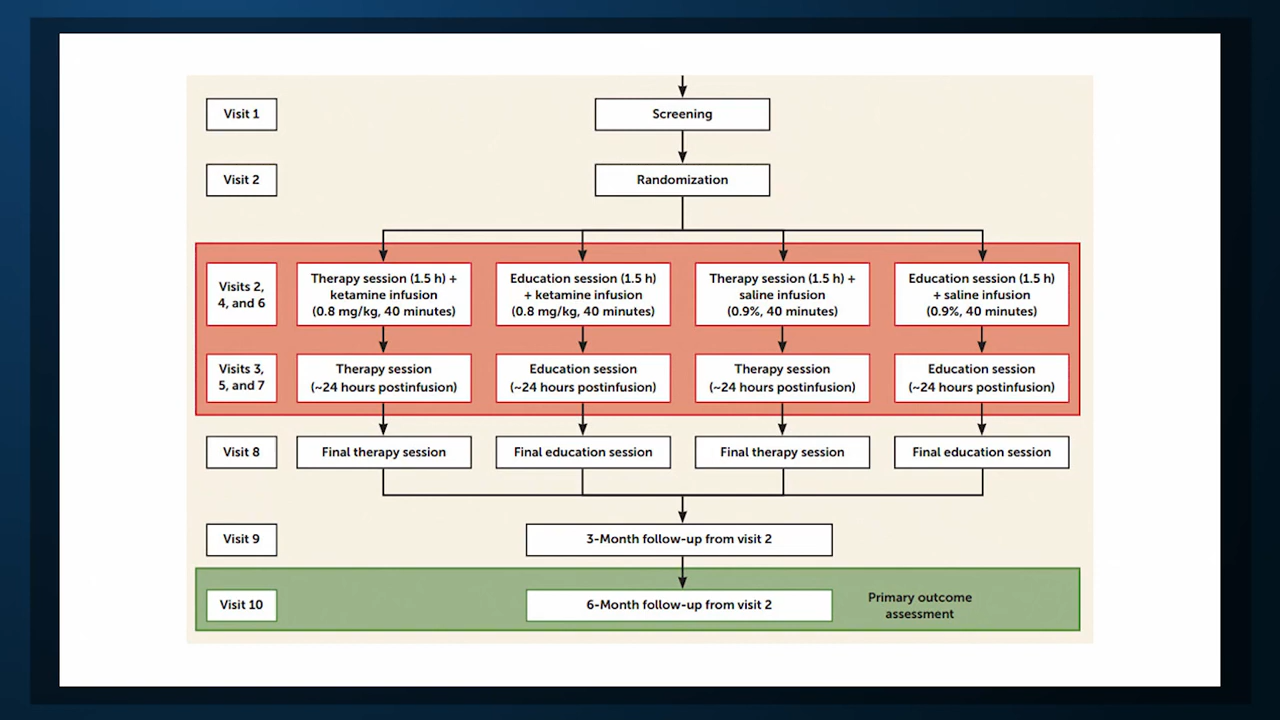 Visit 1
Screening
Visit 2
Randomization
Visits 2,
4, and 6
Therapy session (1.5 h) +
ketamine infusion
(0.8 mg/kg, 40 minutes)
Education session (1.5 h)
+ ketamine infusion
(0.8 mg/kg, 40 minutes)
Therapy session (1.5 h) +
saline infusion
(0.9%, 40 minutes)
Education session (1.5 h)
+ saline infusion
(0.9%, 40 minutes)
Visits 3,
5, and 7
Therapy session
(~24 hours postinfusion)
Education session
(~24 hours postinfusion)
Therapy session
(~24 hours postinfusion)
Education session
(~24 hours postinfusion)
Visit 8
Final therapy session
Final education session
Final therapy session
Final education session
Visit 9
3-Month follow-up from visit 2
Visit 10
6-Month follow-up from visit 2
Primary outcome
assessment